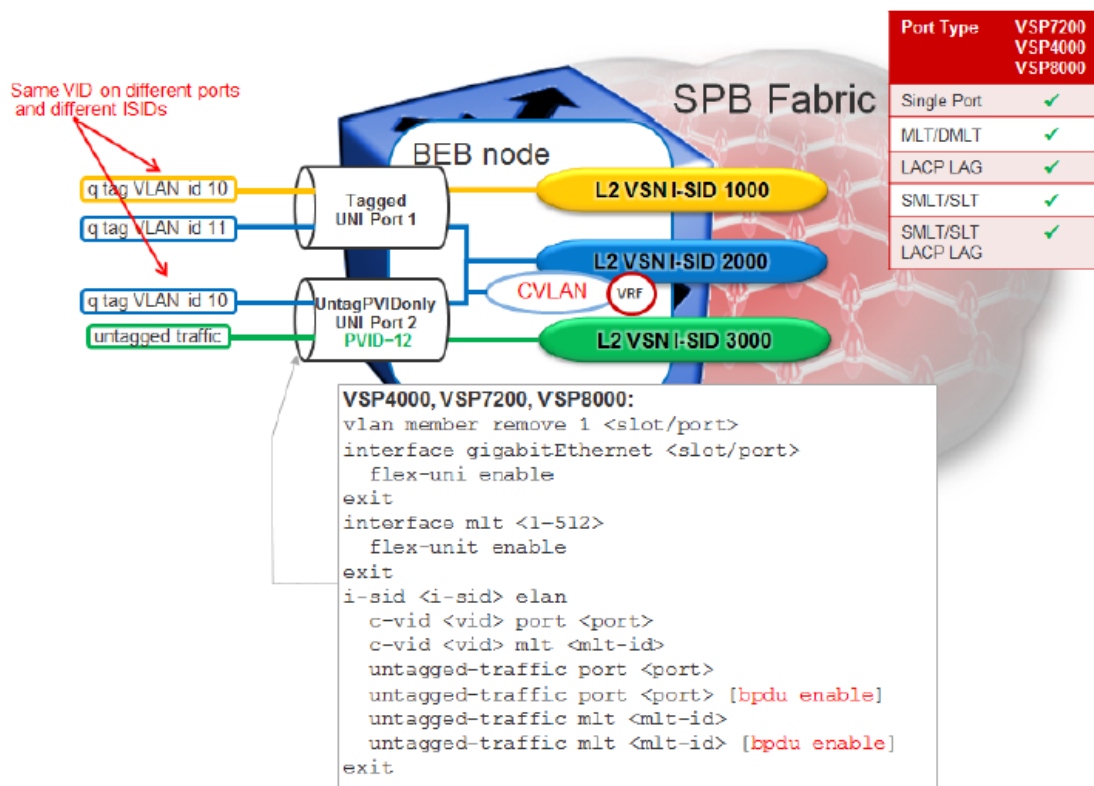 Same VID on different ports
and different ISIDs
q tag VLAN id 10
q tag VLAN id 11
q tag VLAN id 10
untagged traffic
BEB node
Tagged
UNI Port 1
UntagPVIDonly
UNI Port 2
PVID-12
SPB Fabric
L2 VSN I-SID 1000
L2 VSN I-SID 2000
CVLAN
VRF
L2 VSN I-SID 3000
Port Type VSP7200
VSP4000
VSP8000
Single Port ✓
MLT/DMLT ✓
LACP LAG ✓
SMLT/SLT ✓
SMLT/SLT ✓
LACP LAG
VSP4000, VSP7200, VSP8000:
vlan member remove 1 <slot/port>
interface gigabitEthernet <slot/port>
flex-uni enable
exit
interface mlt <1-512>
flex-unit enable
exit
i-sid <i-sid> elan
c-vid <vid> port <port>
c-vid <vid> mlt <mlt-id>
untagged-traffic port <port>
untagged-traffic port <port> [bpdu enable]
untagged-traffic mlt <mlt-id>
untagged-traffic mlt <mlt-id> [bpdu enable]
exit